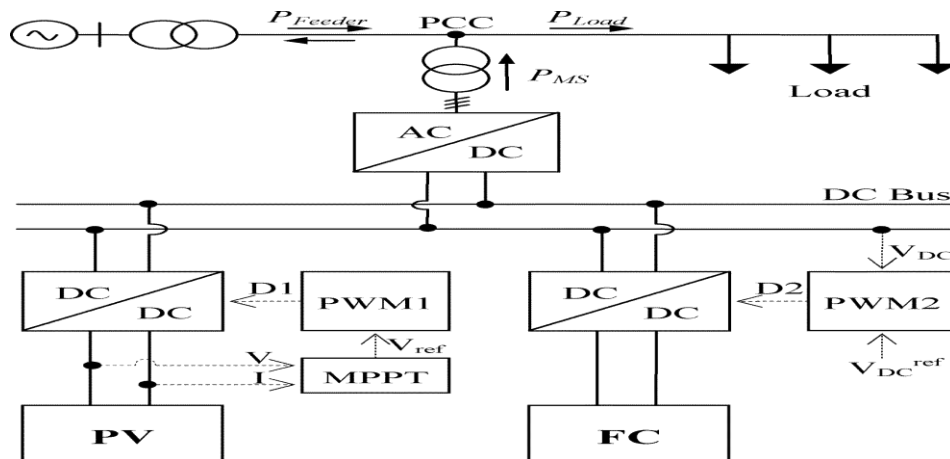 P_Feeder
PCC
P_Load
P_MS
Load
AC
DC
DC Bus
V_DC
DC
DC
D1
PWM1
DC
DC
D2
PWM2
V_ref
V
I
MPPT
V_DC^ref
PV
FC